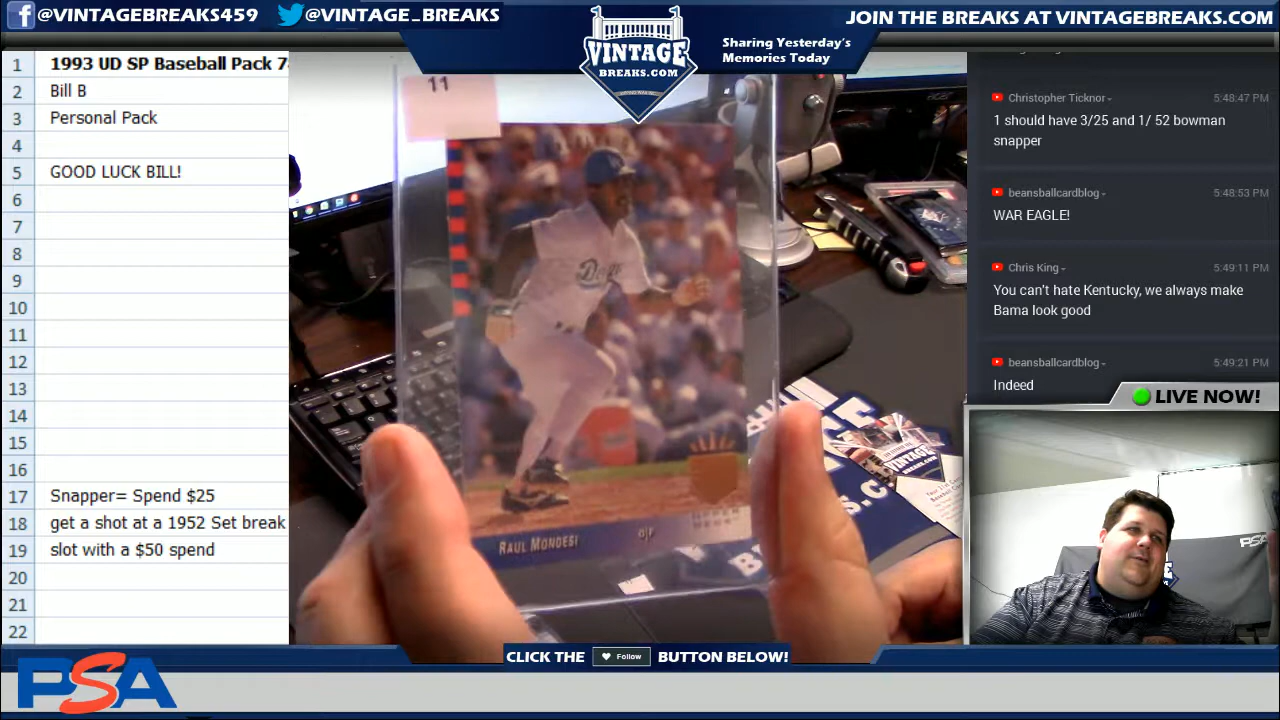 @VINTAGEBREAKS459
@VINTAGE_BREAKS
VINTAGE
BREAKS.COM
Sharing Yesterday's
Memories Today
JOIN THE BREAKS AT VINTAGEBREAKS.COM
1 1993 UD SP Baseball Pack
2 Bill B
3 Personal Pack
4
5 GOOD LUCK BILL!
6
7
8
9
10
11
12
13
14
15
16
17 Snapper= Spend $25
18 get a shot at a 1952 Set break
19 slot with a $50 spend
20
21
22
11
RAUL MONDESI
OF
VINTAGE
Christopher Ticknor
5:48:47 PM
1 should have 3/25 and 1/ 52 bowman
snapper
beansballcardblog
5:48:53 PM
WAR EAGLE!
Chris King
5:49:11 PM
You can't hate Kentucky, we always make
Bama look good
beansballcardblog
5:49:21 PM
Indeed
LIVE NOW!
PSA
CLICK THE Follow BUTTON BELOW!
PSA